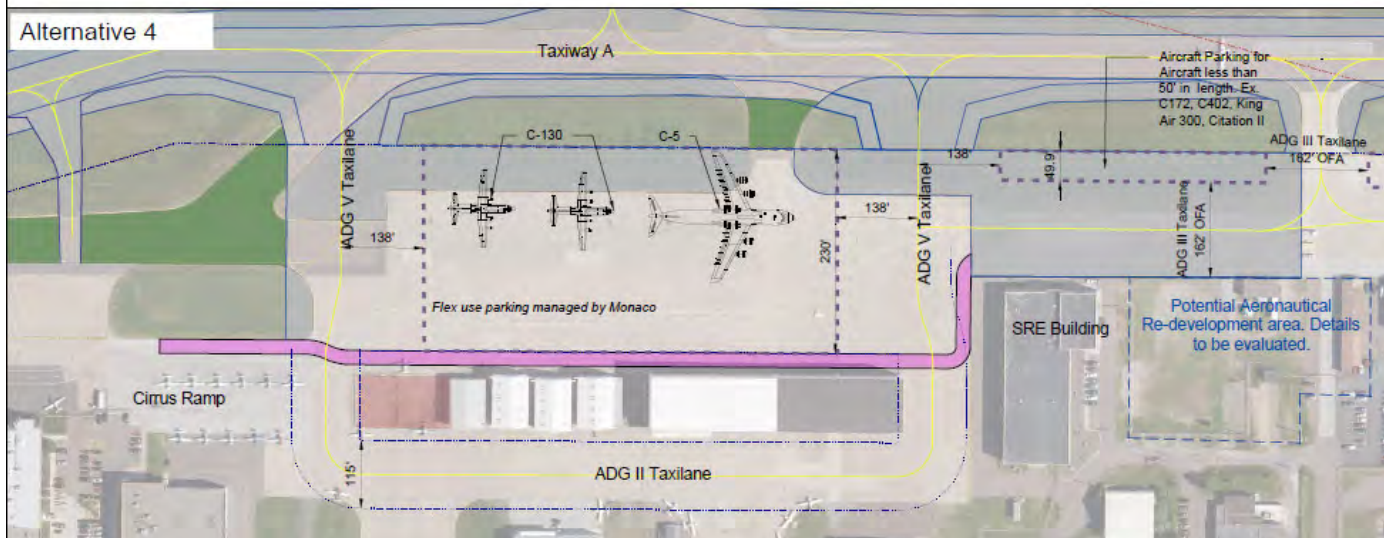 Alternative 4
Taxiway A
Aircraft Parking for
Aircraft less than
50' in length. Ex.
C172, C402, King
Air 300, Citation II
C-130
C-5
ADG III Taxilane
162' OFA
138'
49.9'
ADG V Taxilane
138'
230'
138'
ADG V Taxilane
ADG III Taxilane
162' OFA
Flex use parking managed by Monaco
SRE Building
Potential Aeronautical
Re-development area. Details
to be evaluated.
Cirrus Ramp
115'
ADG II Taxilane